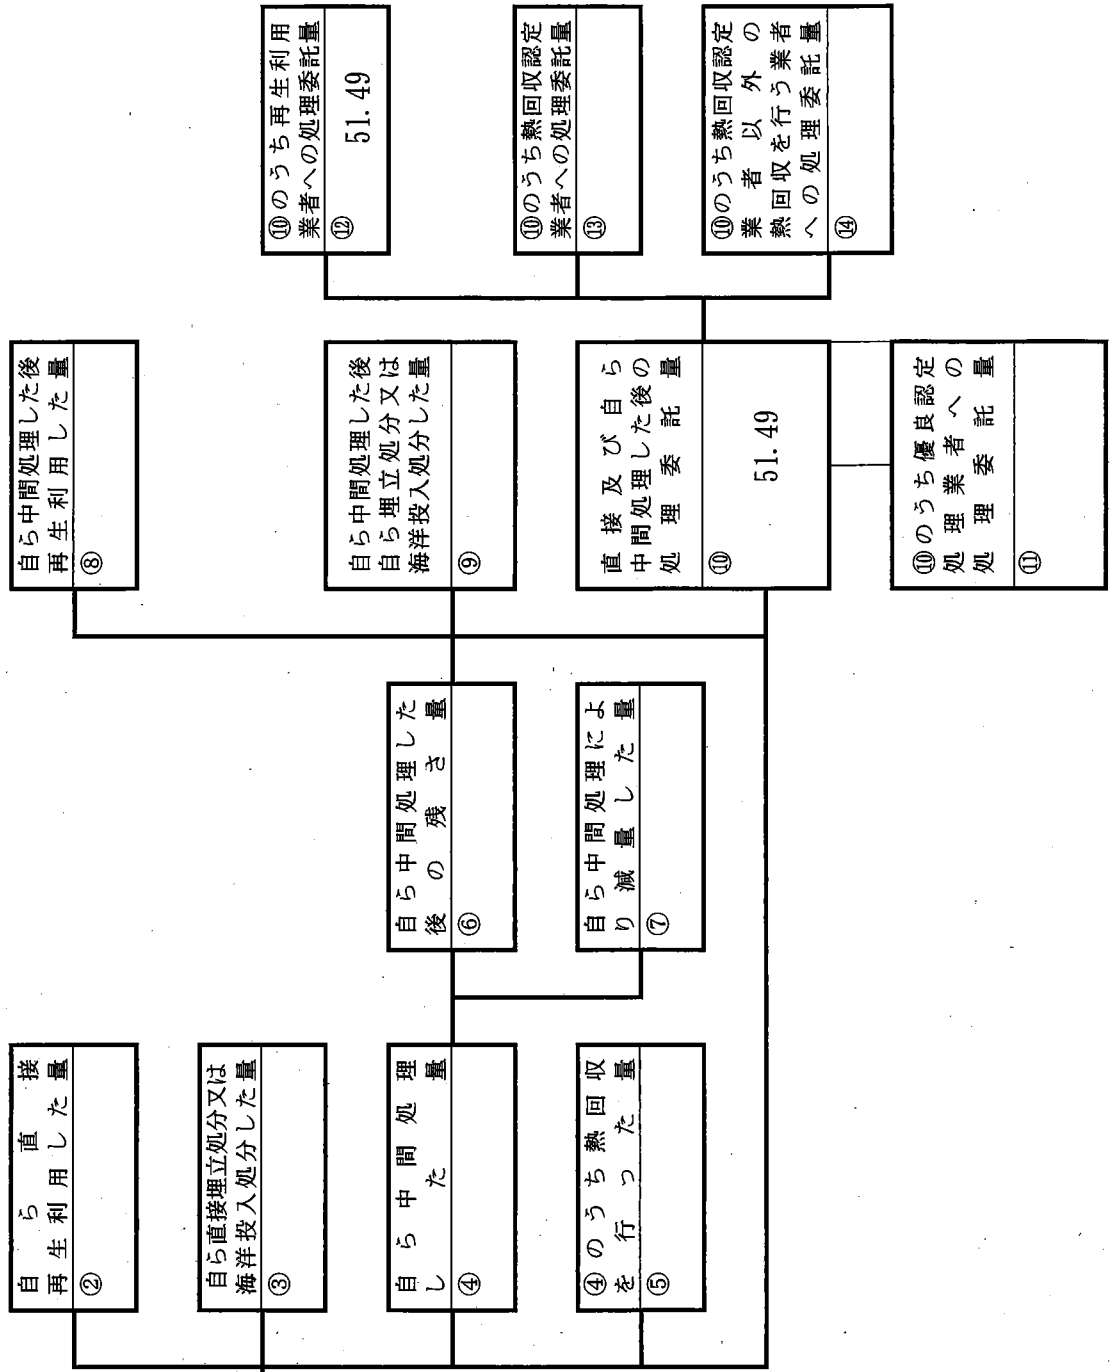 自ら直接
再生利用した量
②
自ら直接埋立処分又は
海洋投入処分した量
③
自ら中間処理
した量
④
④のうち熱回収
を行った量
⑤
自ら中間処理した
後の残さ量
⑥
自ら中間処理によ
り減量した量
⑦
自ら中間処理した後
再生利用した量
⑧
自ら中間処理した後
自ら埋立処分又は
海洋投入処分した量
⑨
直接及び自ら
中間処理した後の
処理委託量
⑩
51.49
⑩のうち優良認定
処理業者への
処理委託量
⑪
⑩のうち再生利用
業者への処理委託量
⑫
51.49
⑩のうち熱回収認定
業者への処理委託量
⑬
⑩のうち熱回収認定
業者以外の
熱回収を行う業者
への処理委託量
⑭